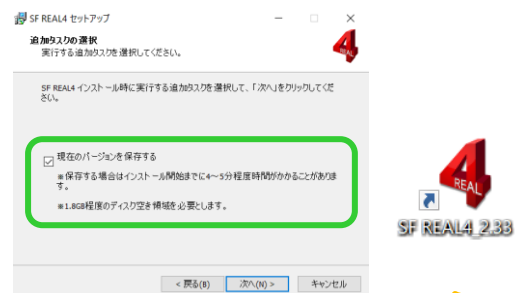 SF REAL4 セットアップ
追加タスクの選択
実行する追加タスクを選択してください。
4
REAL
SF REAL4 インストール時に実行する追加タスクを選択して、「次へ」をクリックしてくだ
さい。
現在のバージョンを保存する
※保存する場合はインストール開始までに4～5分程度時間がかかることがありま
す。
※1.8GB程度のディスク空き領域を必要とします。
< 戻る(B)
次へ(N) >
キャンセル
4
REAL
SF REAL4_2.33